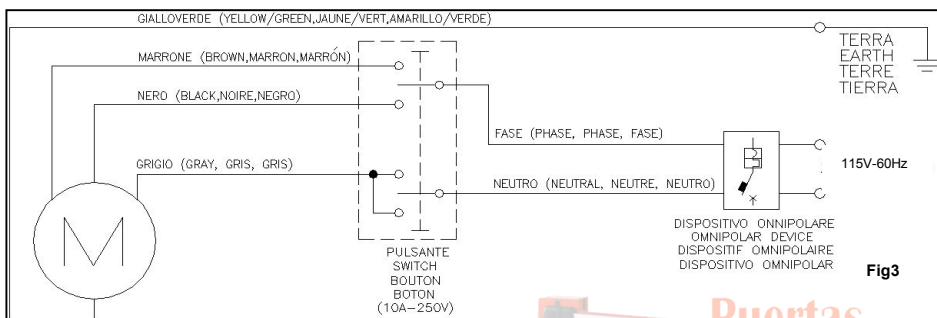 GIALLOVERDE (YELLOW/GREEN,JAUNE/VERT,AMARILLO/VERDE)
TERRA
EARTH
TERRE
TIERRA
MARRONE (BROWN,MARRON,MARRÓN)
NERO (BLACK,NOIRE,NEGRO)
FASE (PHASE, PHASE, FASE)
115V-60Hz
GRIGIO (GRAY, GRIS, GRIS)
NEUTRO (NEUTRAL, NEUTRE, NEUTRO)
M
DISPOSITIVO ONNIPOLARE
OMNIPOLAR DEVICE
DISPOSITIF OMNIPOLAIRE
DISPOSITIVO OMNIPOLAR
Fig3
PULSANTE
SWITCH
BOUTON
BOTON
(10A-250V)
Puertas